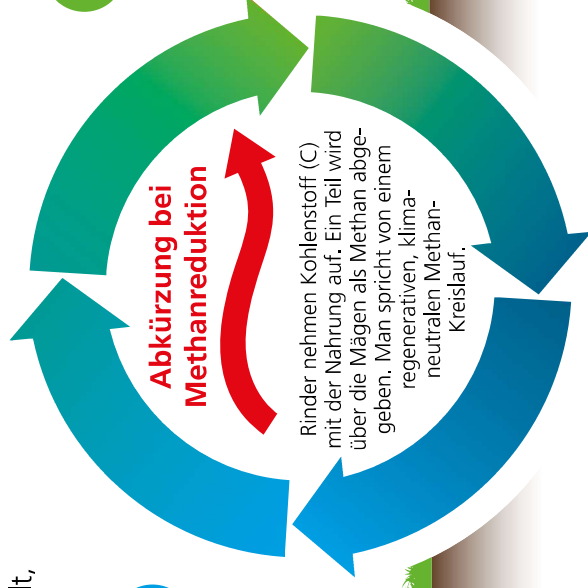 Abkürzung bei
Methanreduktion
Rinder nehmen Kohlenstoff (C)
mit der Nahrung auf. Ein Teil wird
über die Mägen als Methan abge-
geben. Man spricht von einem
regenerativen, klima-
neutralen Methan-
Kreislauf.